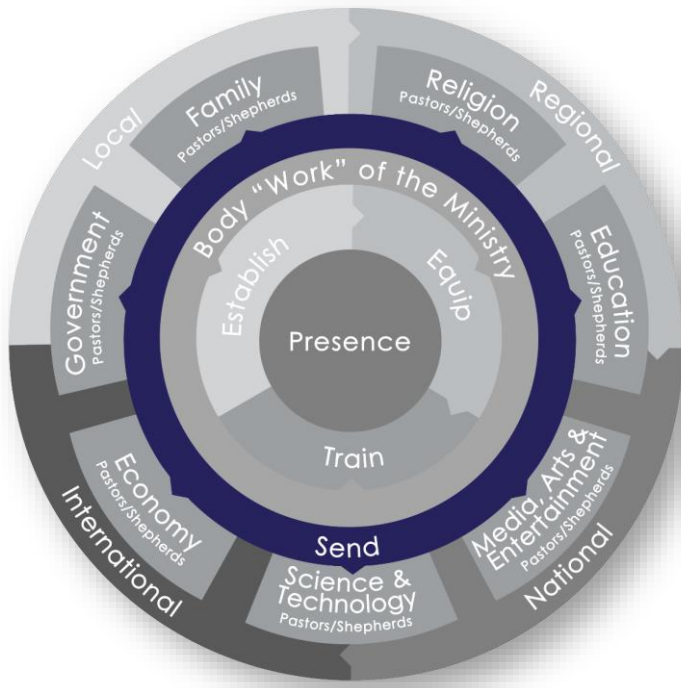 Local
Regional
National
International
Family
Pastors/Shepherds
Religion
Pastors/Shepherds
Education
Pastors/Shepherds
Media, Arts &
Entertainment
Pastors/Shepherds
Science &
Technology
Pastors/Shepherds
Economy
Pastors/Shepherds
Government
Pastors/Shepherds
Body “Work” of the Ministry
Establish
Equip
Presence
Train
Send